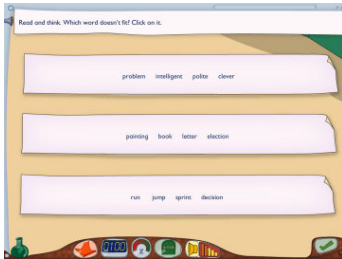 Read and think. Which word doesn't fit? Click on it.
problem intelligent polite clever
painting book letter election
run jump sprint decision